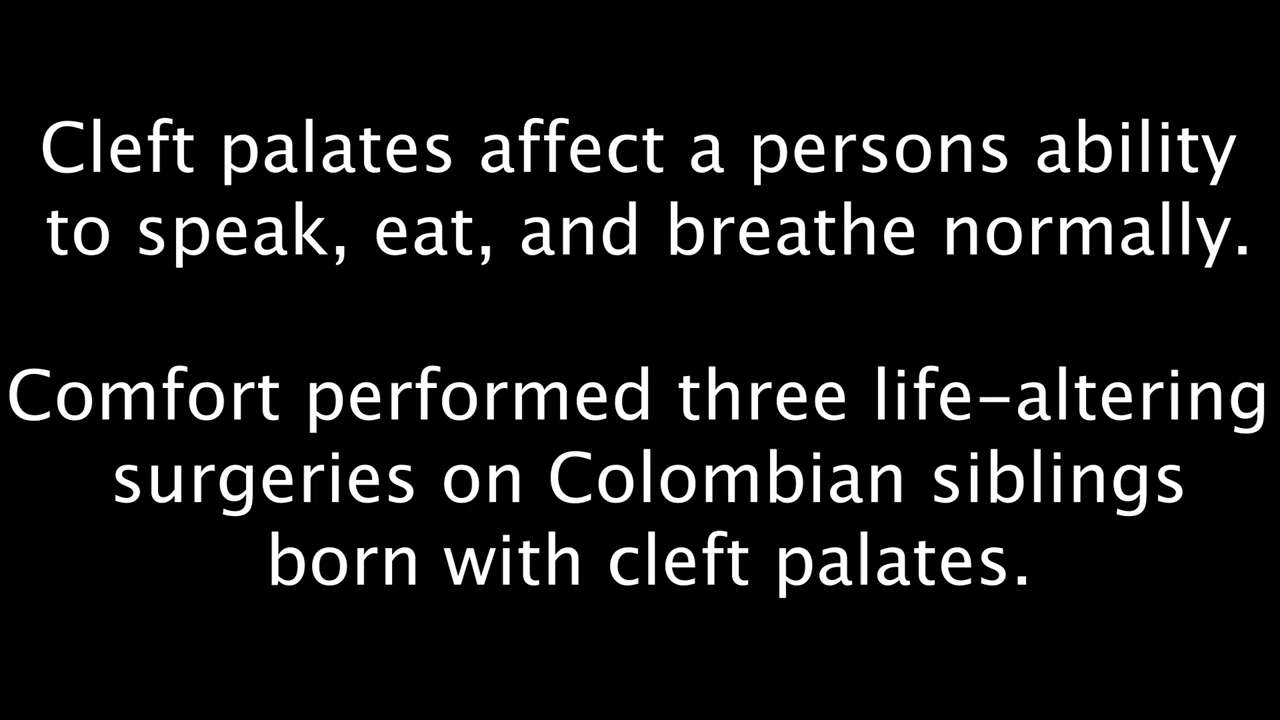 Cleft palates affect a persons ability
to speak, eat, and breathe normally.
Comfort performed three life-altering
surgeries on Colombian siblings
born with cleft palates.